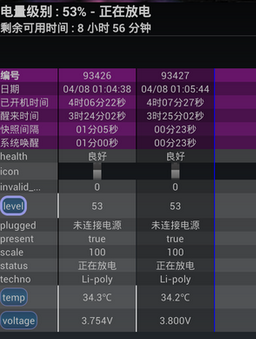 电量级别 : 53% - 正在放电
剩余可用时间 : 8 小时 56 分钟
编号 93426 93427
日期 04/08 01:04:38 04/08 01:05:44
已开机时间 4时06分22秒 4时07分27秒
醒来时间 3时24分02秒 3时25分02秒
快照间隔 01分05秒 00分23秒
系统唤醒 01分00秒 00分23秒
health 良好 良好
icon
invalid_... 0 0
level 53 53
plugged 未连接电源 未连接电源
present true true
scale 100 100
status 正在放电 正在放电
techno Li-poly Li-poly
temp 34.3℃ 34.2℃
voltage 3.754V 3.800V